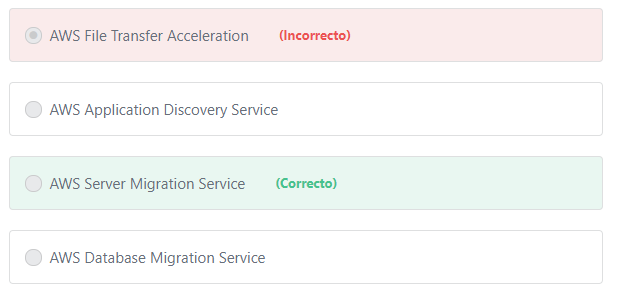 AWS File Transfer Acceleration (Incorrecto)
AWS Application Discovery Service
AWS Server Migration Service (Correcto)
AWS Database Migration Service